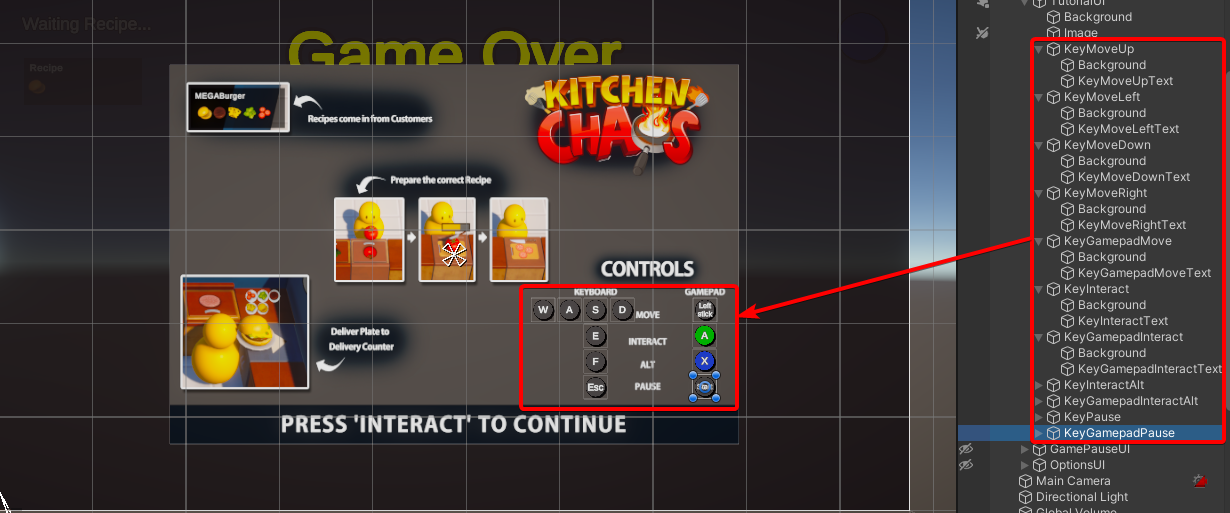 Waiting Recipe...
Game Over
Recipe
MEGABurger
Recipes come in from Customers
KITCHEN
CHAOS
Prepare the correct Recipe
CONTROLS
KEYBOARD GAMEPAD
W A S D MOVE Left stick
E INTERACT A
F ALT X
Esc PAUSE
Deliver Plate to
Delivery Counter
PRESS 'INTERACT' TO CONTINUE
TutorialUI
Background
Image
KeyMoveUp
Background
KeyMoveUpText
KeyMoveLeft
Background
KeyMoveLeftText
KeyMoveDown
Background
KeyMoveDownText
KeyMoveRight
Background
KeyMoveRightText
KeyGamepadMove
Background
KeyGamepadMoveText
KeyInteract
Background
KeyInteractText
KeyGamepadInteract
Background
KeyGamepadInteractText
KeyInteractAlt
KeyGamepadInteractAlt
KeyPause
KeyGamepadPause
GamePauseUI
OptionsUI
Main Camera
Directional Light
Global Volume